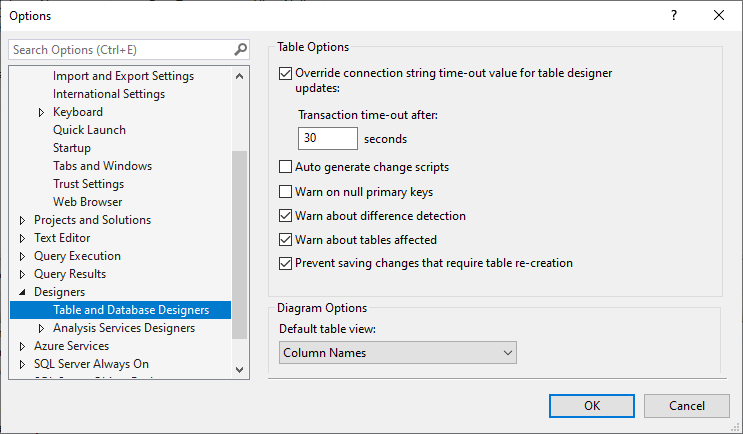 Options
?
Search Options (Ctrl+E)
Import and Export Settings
International Settings
Keyboard
Quick Launch
Startup
Tabs and Windows
Trust Settings
Web Browser
Projects and Solutions
Text Editor
Query Execution
Query Results
Designers
Table and Database Designers
Analysis Services Designers
Azure Services
SQL Server Always On
Table Options
Override connection string time-out value for table designer
updates:
Transaction time-out after:
30 seconds
Auto generate change scripts
Warn on null primary keys
Warn about difference detection
Warn about tables affected
Prevent saving changes that require table re-creation
Diagram Options
Default table view:
Column Names
OK
Cancel